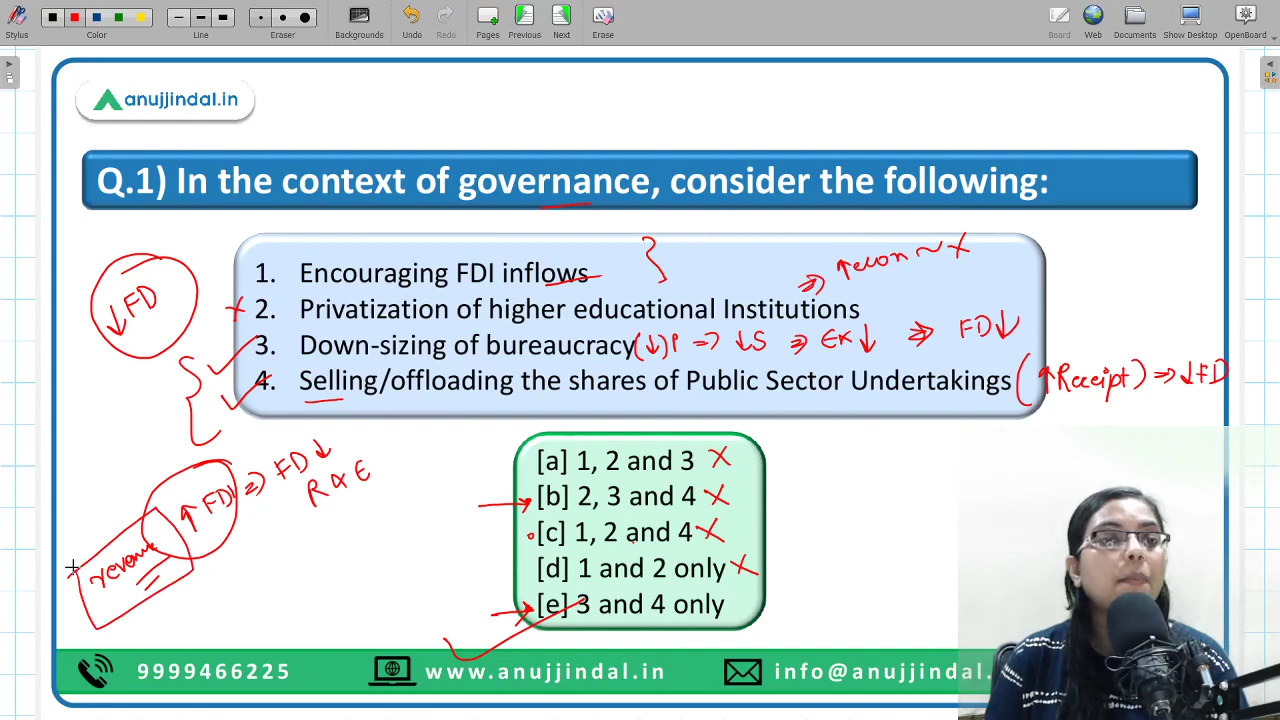 Stylus
Color
Line
Eraser
Backgrounds
Undo
Redo
Pages
Previous
Next
Erase
Board
Web
Documents
Show Desktop
OpenBoard
anujjindal.in
Q.1) In the context of governance, consider the following:
1. Encouraging FDI inflows
2. Privatization of higher educational Institutions
3. Down-sizing of bureaucracy (↓)P ⇒ ↓S ⇒ EX↓ ⇒ FD↓
4. Selling/offloading the shares of Public Sector Undertakings (↑Receipt) ⇒ ↓FD
↓ FD
↑ FDI ⇒ FD↓
revenue
[a] 1, 2 and 3 X
[b] 2, 3 and 4 X
[c] 1, 2 and 4 X
[d] 1 and 2 only X
[e] 3 and 4 only
9999466225
www.anujjindal.in
info@anujjindal.in